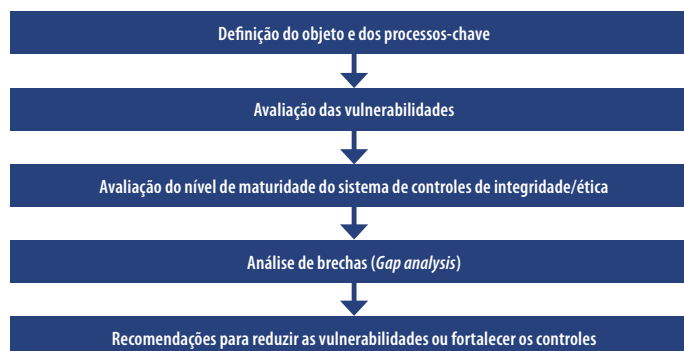 Definição do objeto e dos processos-chave
Avaliação das vulnerabilidades
Avaliação do nível de maturidade do sistema de controles de integridade/ética
Análise de brechas (Gap analysis)
Recomendações para reduzir as vulnerabilidades ou fortalecer os controles